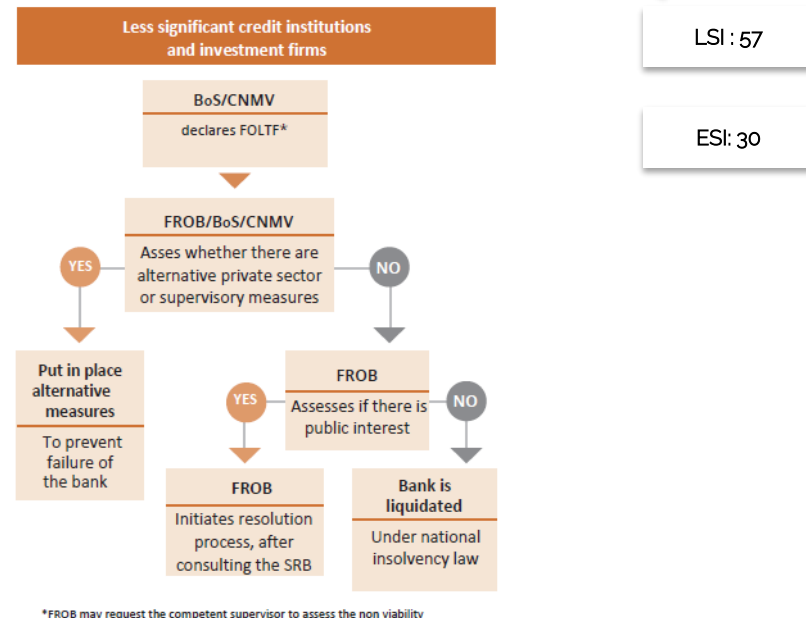 Less significant credit institutions
and investment firms
LSI : 57
BoS/CNMV
declares FOLTF*
ESI: 30
FROB/BoS/CNMV
Asses whether there are
alternative private sector
or supervisory measures
YES
NO
Put in place
alternative
measures
To prevent
failure of
the bank
FROB
Assesses if there is
public interest
YES
NO
FROB
Initiates resolution
process, after
consulting the SRB
Bank is
liquidated
Under national
insolvency law
*FROB may request the competent supervisor to assess the non viability